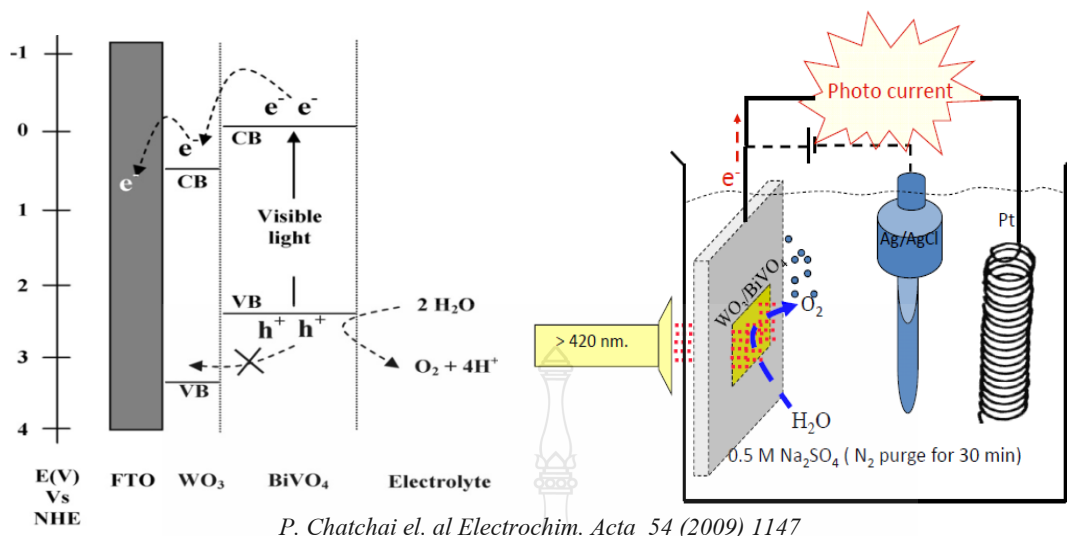 -1
0
1
2
3
4
E(V)
Vs
NHE
e⁻
e⁻ e⁻
CB
e⁻
CB
Visible
light
VB
h⁺ h⁺
VB
2 H₂O
O₂ + 4H⁺
FTO
WO₃
BiVO₄
Electrolyte
Photo current
e⁻
Ag/AgCl
Pt
WO₃/BiVO₄
O₂
> 420 nm.
H₂O
0.5 M Na₂SO₄ ( N₂ purge for 30 min)
P. Chatchai el. al Electrochim. Acta 54 (2009) 1147